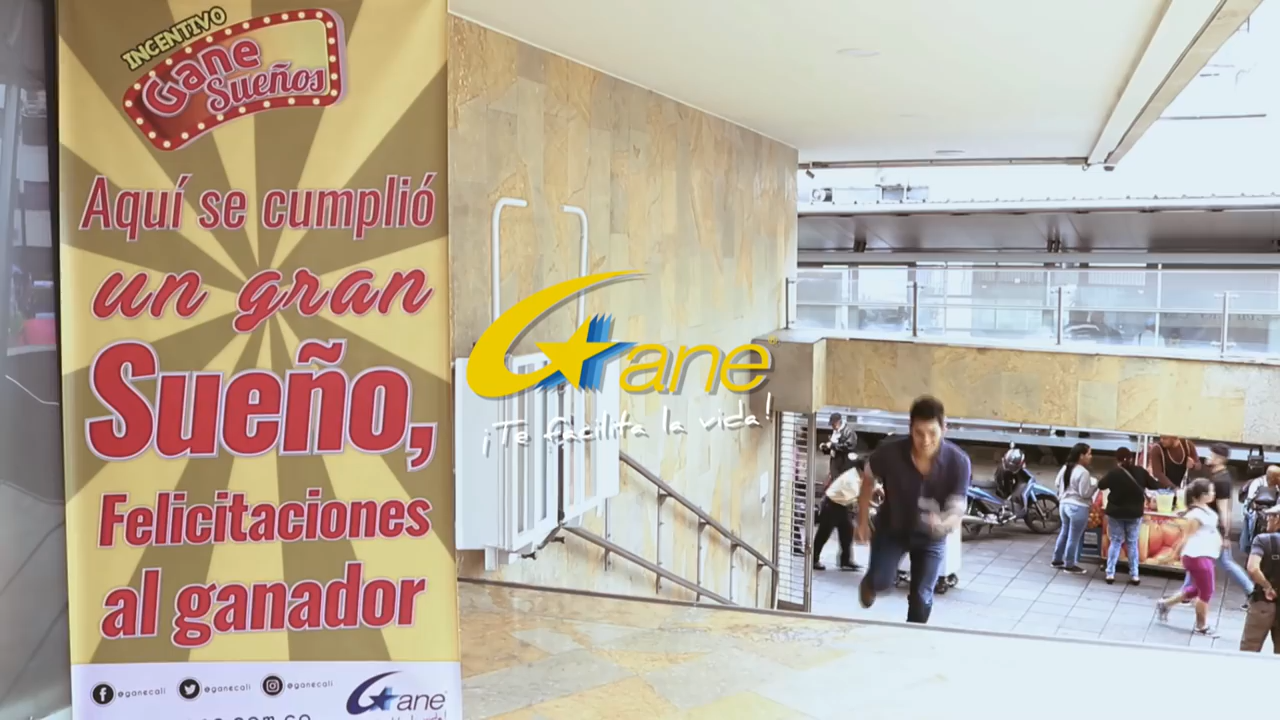 INCENTIVO
Gane
Sueños
Aquí se cumplió
un gran
Sueño,
Felicitaciones
al ganador
@ganecali @ganecali @ganecali
Gane
Gane®
¡Te facilita la vida!